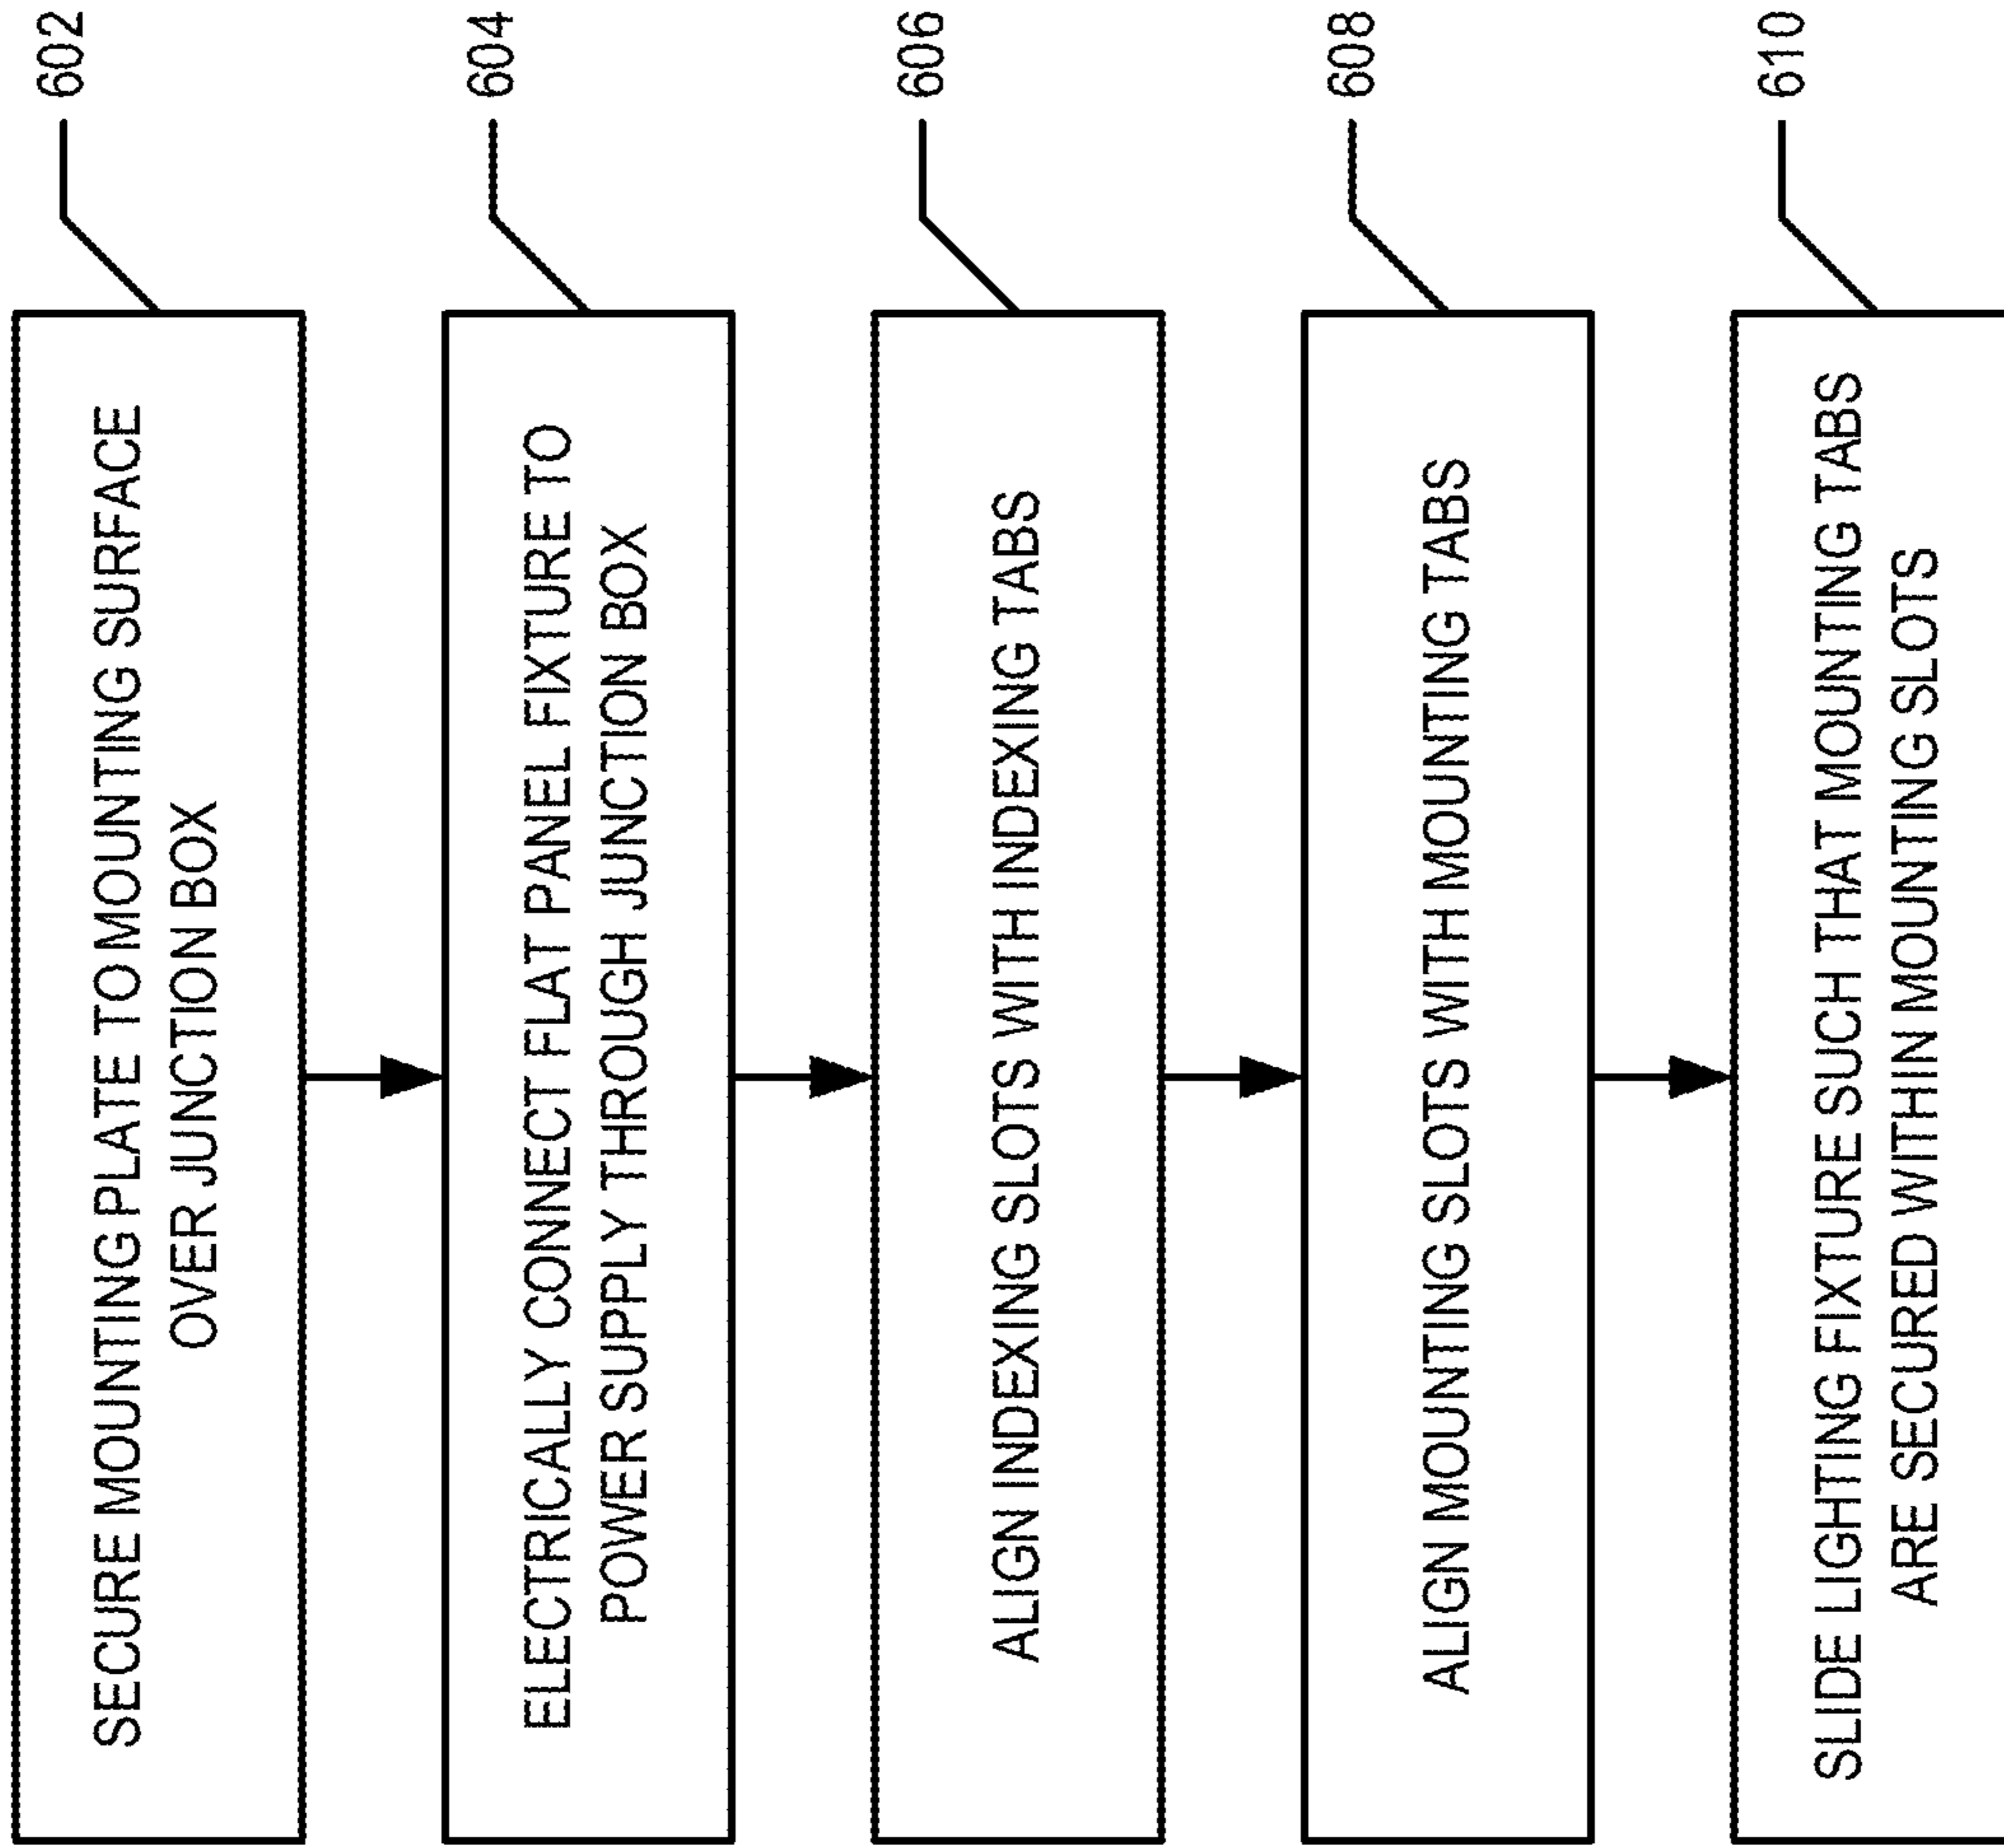 SECURE MOUNTING PLATE TO MOUNTING SURFACE
OVER JUNCTION BOX
602
ELECTRICALLY CONNECT FLAT PANEL FIXTURE TO
POWER SUPPLY THROUGH JUNCTION BOX
604
ALIGN INDEXING SLOTS WITH INDEXING TABS
606
ALIGN MOUNTING SLOTS WITH MOUNTING TABS
608
SLIDE LIGHTING FIXTURE SUCH THAT MOUNTING TABS
ARE SECURED WITHIN MOUNTING SLOTS
610